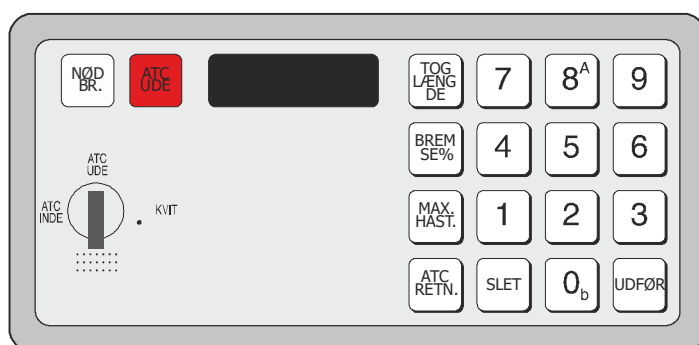 NØD
BR.
ATC
UDE
TOG
LÆNG
DE
7
8A
9
BREM
SE%
4
5
6
ATC
UDE
ATC
INDE
KVIT
MAX.
HAST.
1
2
3
ATC
RETN.
SLET
0b
UDFØR